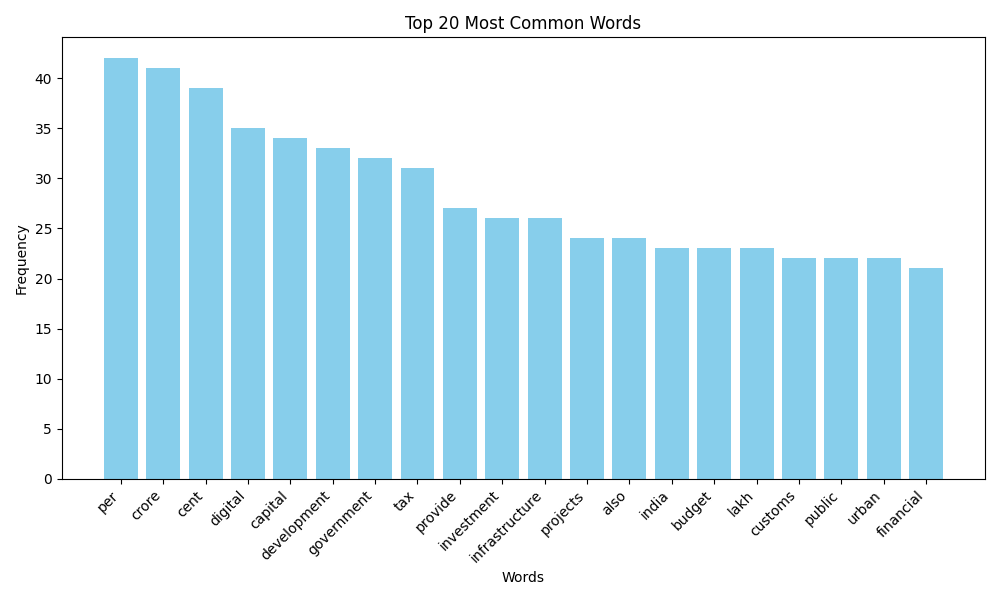 Top 20 Most Common Words
Frequency
40
35
30
25
20
15
10
5
0
per
crore
cent
digital
capital
development
government
tax
provide
investment
infrastructure
projects
also
india
budget
lakh
customs
public
urban
financial
Words